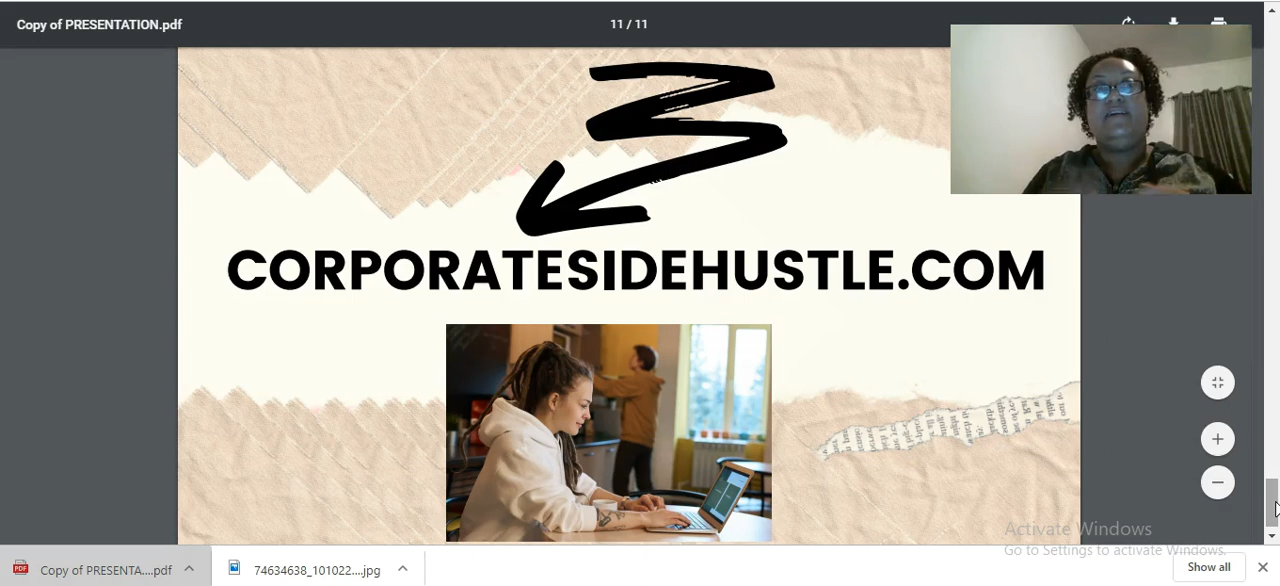 Copy of PRESENTATION.pdf
11 / 11
CORPORATESIDEHUSTLE.COM
Activate Windows
Go to Settings to activate Windows.
Copy of PRESENTA....pdf
74634638_101022....jpg
Show all